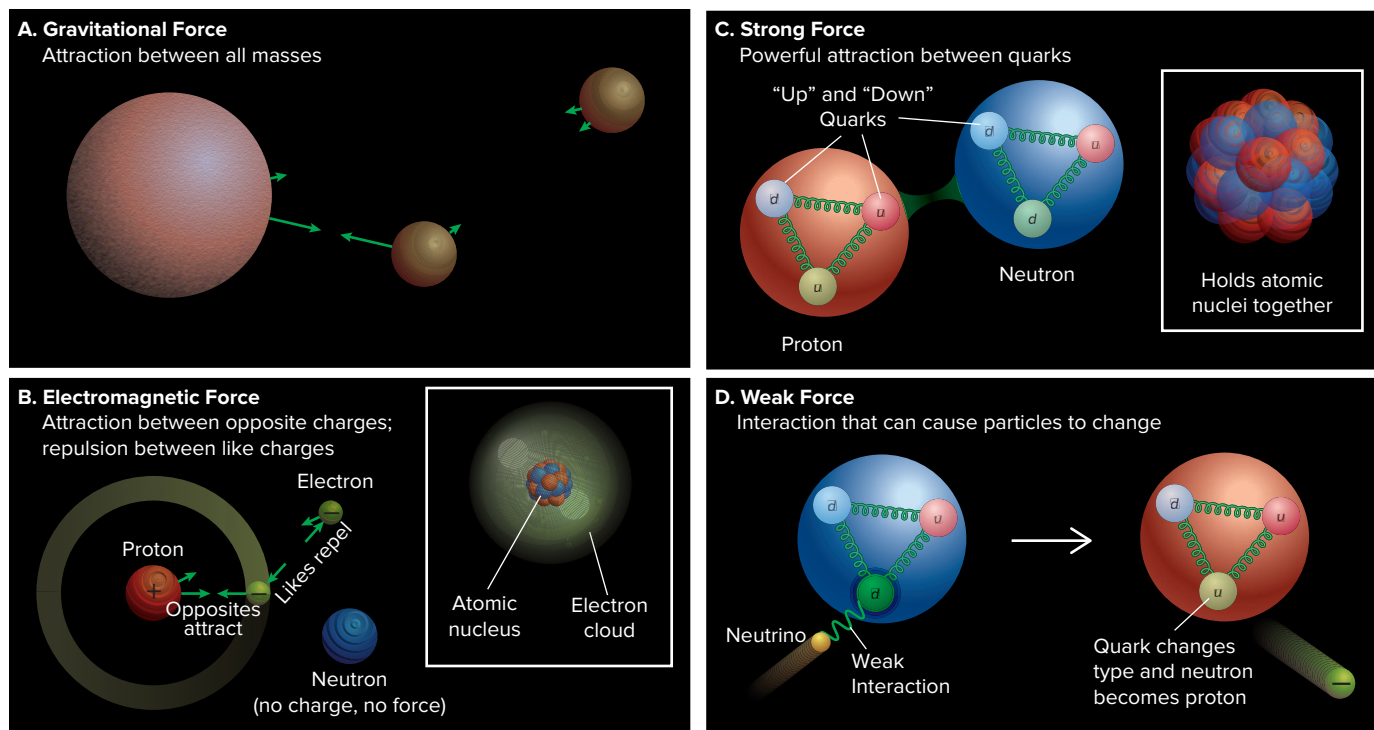 A. Gravitational Force
Attraction between all masses
B. Electromagnetic Force
Attraction between opposite charges;
repulsion between like charges
Electron
Proton
+
−
−
Likes repel
Opposites
attract
Neutron
(no charge, no force)
Atomic
nucleus
Electron
cloud
C. Strong Force
Powerful attraction between quarks
“Up” and “Down”
Quarks
d
u
u
Proton
d
u
d
Neutron
Holds atomic
nuclei together
D. Weak Force
Interaction that can cause particles to change
d
u
d
Neutrino
Weak
Interaction
d
u
u
Quark changes
type and neutron
becomes proton
−